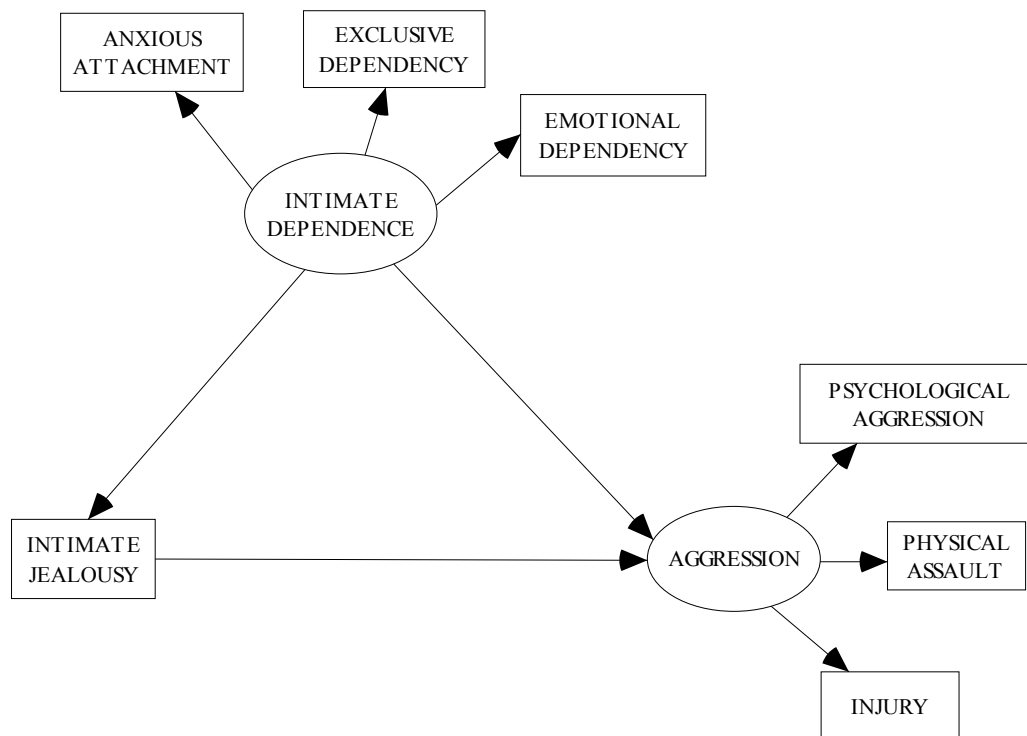 ANXIOUS
ATTACHMENT
EXCLUSIVE
DEPENDENCY
EMOTIONAL
DEPENDENCY
INTIMATE
DEPENDENCE
PSYCHOLOGICAL
AGGRESSION
INTIMATE
JEALOUSY
AGGRESSION
PHYSICAL
ASSAULT
INJURY